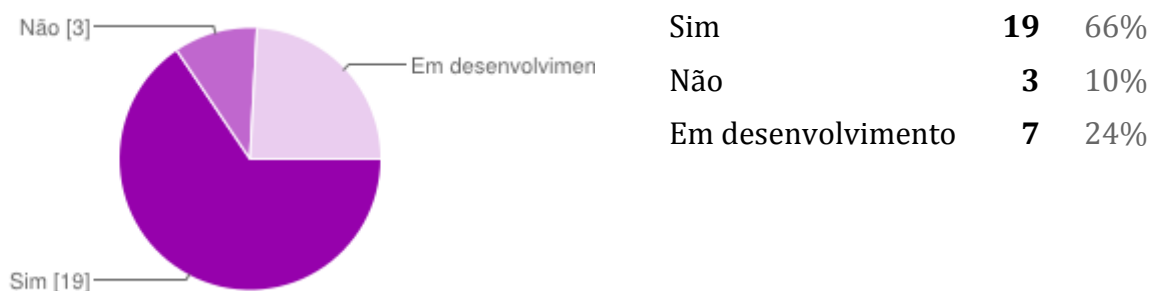 Não [3]
Em desenvolvimen
Sim [19]
Sim 19 66%
Não 3 10%
Em desenvolvimento 7 24%